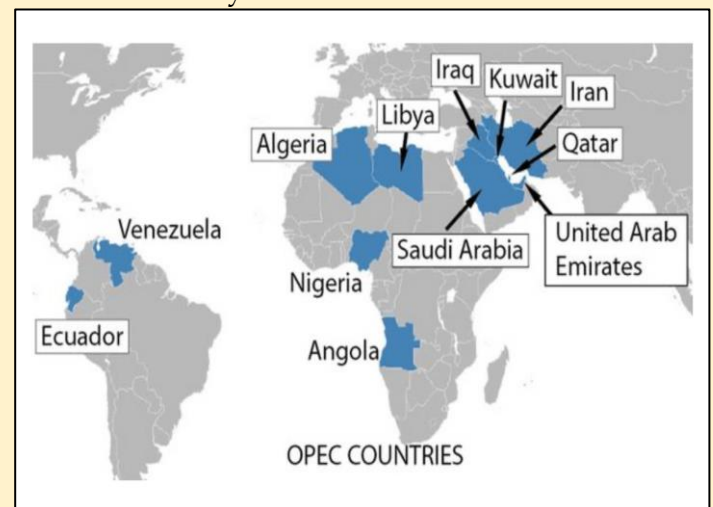 Iraq
Kuwait
Iran
Libya
Algeria
Qatar
Venezuela
Saudi Arabia
United Arab
Emirates
Nigeria
Ecuador
Angola
OPEC COUNTRIES